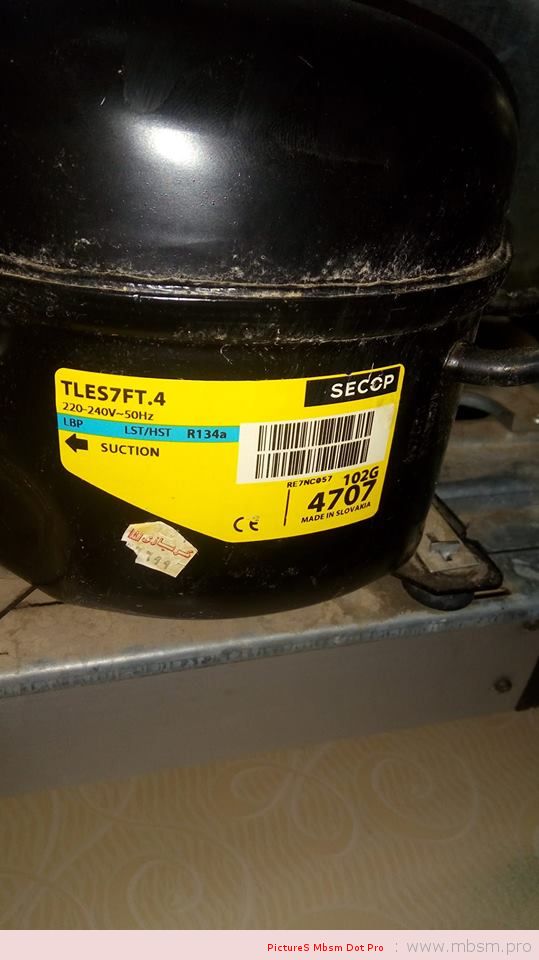 TLES7FT.4
SECOP
220-240V~50Hz
LBP LST/HST R134a
SUCTION
RE7NC057 102G
4707
MADE IN SLOVAKIA
CE
PictureS Mbsm Dot Pro : www.mbsm.pro